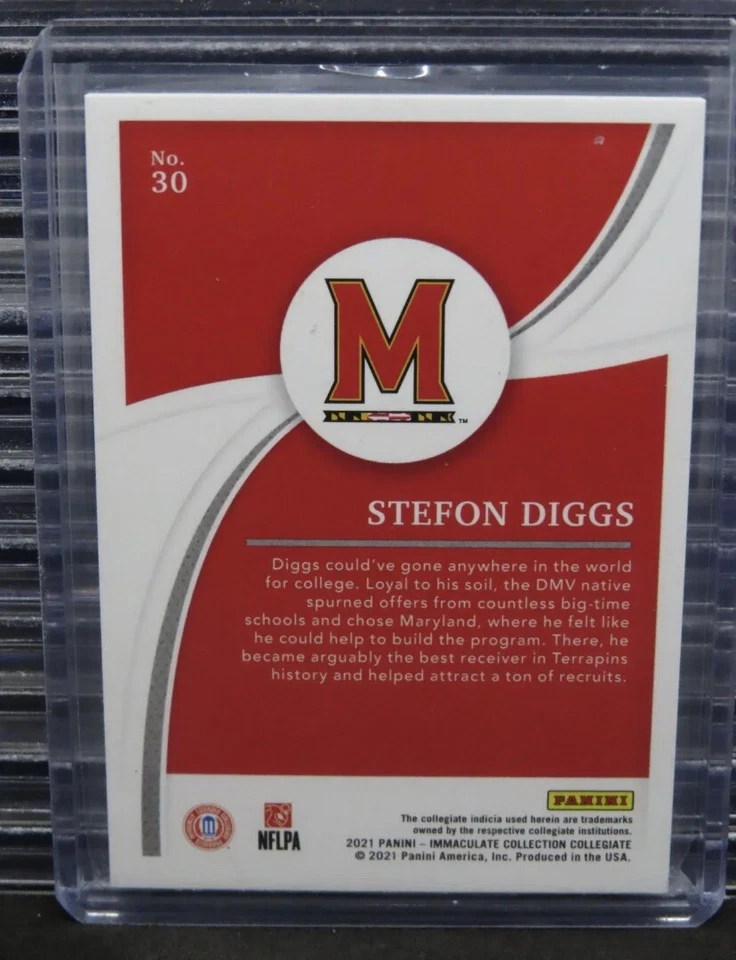 No.
30
M
TM
STEFON DIGGS
Diggs could've gone anywhere in the world
for college. Loyal to his soil, the DMV native
spurned offers from countless big-time
schools and chose Maryland, where he felt like
he could help to build the program. There, he
became arguably the best receiver in Terrapins
history and helped attract a ton of recruits.
PANINI
The collegiate indicia used herein are trademarks
owned by the respective collegiate institutions.
NFLPA
2021 PANINI – IMMACULATE COLLECTION COLLEGIATE
© 2021 Panini America, Inc. Produced in the USA.